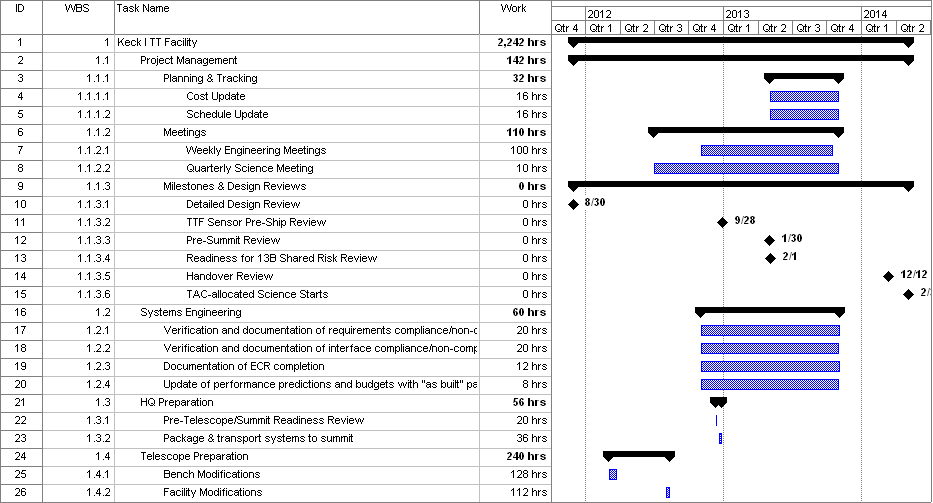 ID WBS Task Name Work 2012 2013 2014
Qtr 4 Qtr 1 Qtr 2 Qtr 3 Qtr 4 Qtr 1 Qtr 2 Qtr 3 Qtr 4 Qtr 1 Qtr 2
1 1 Keck I TT Facility 2,242 hrs
2 1.1 Project Management 142 hrs
3 1.1.1 Planning & Tracking 32 hrs
4 1.1.1.1 Cost Update 16 hrs
5 1.1.1.2 Schedule Update 16 hrs
6 1.1.2 Meetings 110 hrs
7 1.1.2.1 Weekly Engineering Meetings 100 hrs
8 1.1.2.2 Quarterly Science Meeting 10 hrs
9 1.1.3 Milestones & Design Reviews 0 hrs
10 1.1.3.1 Detailed Design Review 0 hrs 8/30
11 1.1.3.2 TTF Sensor Pre-Ship Review 0 hrs 9/28
12 1.1.3.3 Pre-Summit Review 0 hrs 1/30
13 1.1.3.4 Readiness for 13B Shared Risk Review 0 hrs 2/1
14 1.1.3.5 Handover Review 0 hrs 12/12
15 1.1.3.6 TAC-allocated Science Starts 0 hrs 2/
16 1.2 Systems Engineering 60 hrs
17 1.2.1 Verification and documentation of requirements compliance/non-c 20 hrs
18 1.2.2 Verification and documentation of interface compliance/non-comp 20 hrs
19 1.2.3 Documentation of ECR completion 12 hrs
20 1.2.4 Update of performance predictions and budgets with "as built" pa 8 hrs
21 1.3 HQ Preparation 56 hrs
22 1.3.1 Pre-Telescope/Summit Readiness Review 20 hrs
23 1.3.2 Package & transport systems to summit 36 hrs
24 1.4 Telescope Preparation 240 hrs
25 1.4.1 Bench Modifications 128 hrs
26 1.4.2 Facility Modifications 112 hrs